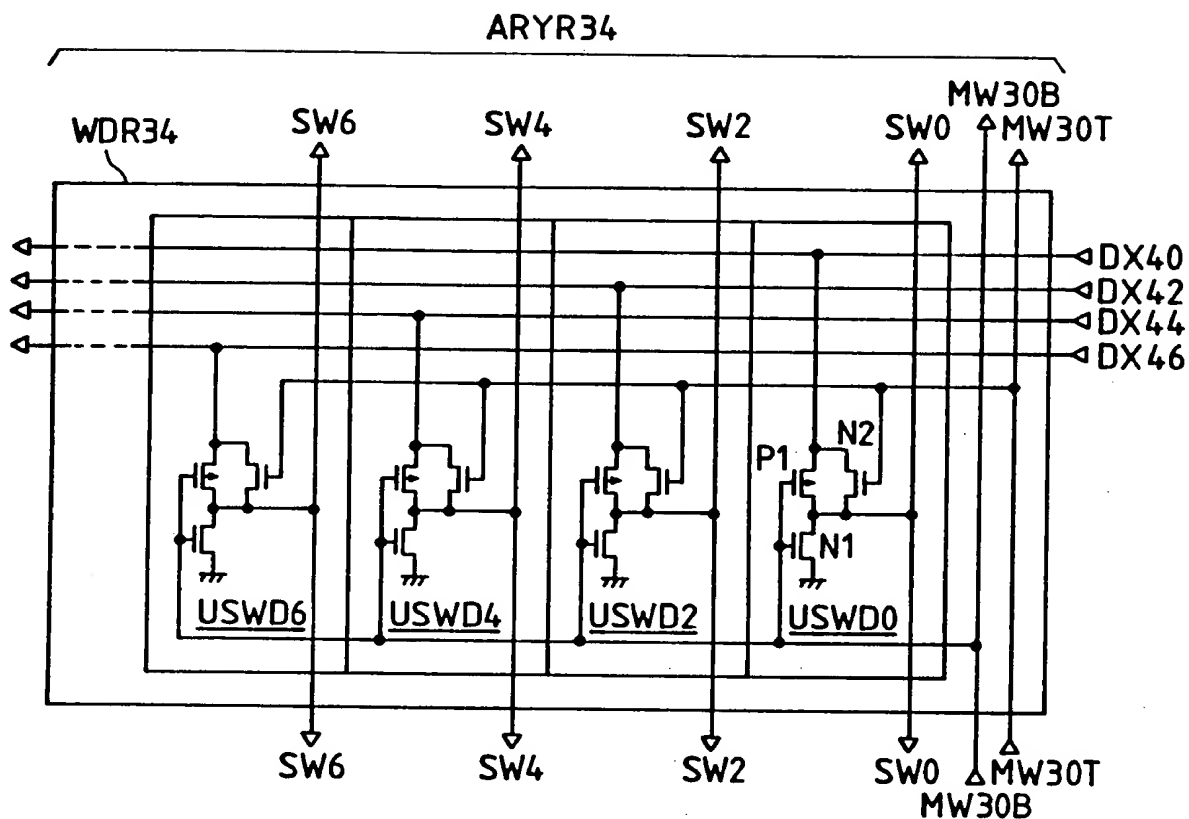 ARYR34
MW30B
WDR34
SW6
SW4
SW2
SW0
MW30T
DX40
DX42
DX44
DX46
P1
N2
N1
USWD6
USWD4
USWD2
USWD0
SW6
SW4
SW2
SW0
MW30T
MW30B